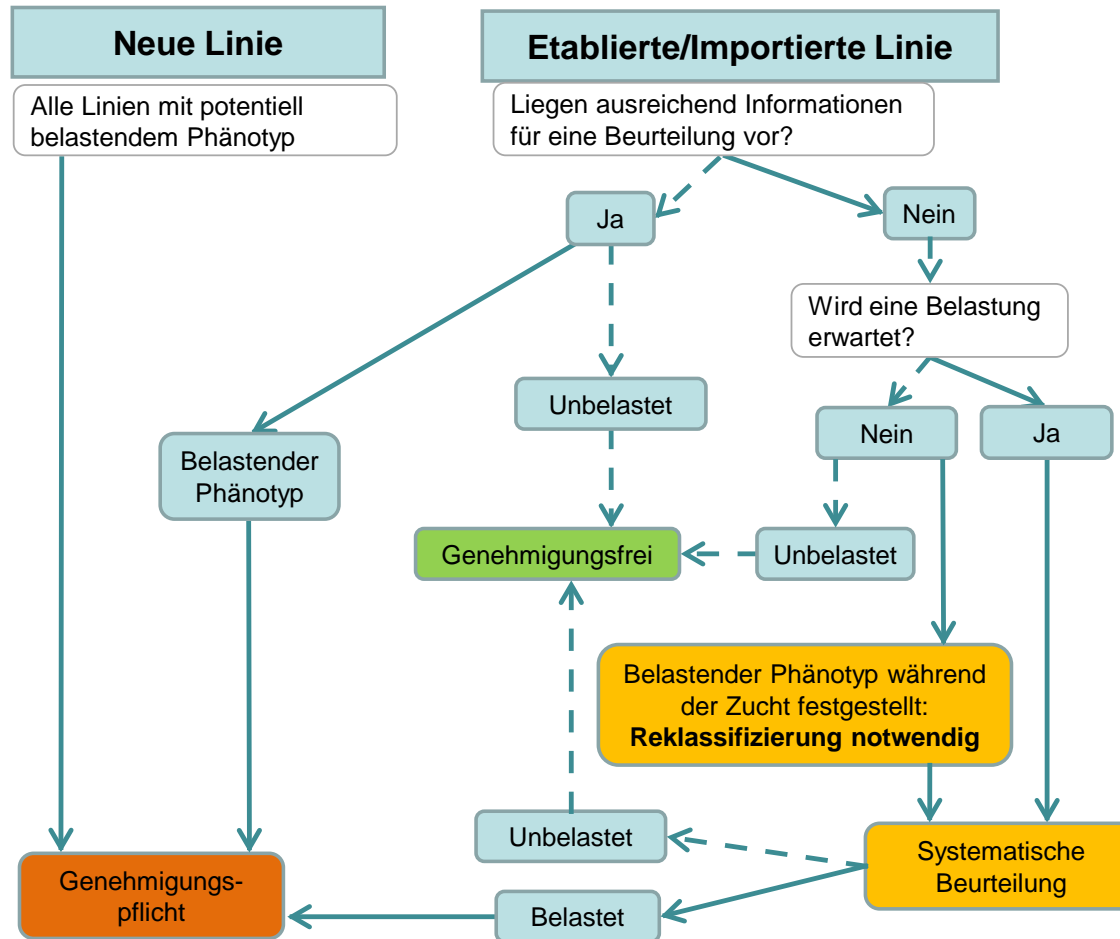 Neue Linie
Etablierte/Importierte Linie
Alle Linien mit potentiell
belastendem Phänotyp
Liegen ausreichend Informationen
für eine Beurteilung vor?
Ja
Nein
Wird eine Belastung
erwartet?
Unbelastet
Nein
Ja
Belastender
Phänotyp
Genehmigungsfrei
Unbelastet
Belastender Phänotyp während
der Zucht festgestellt:
Reklassifizierung notwendig
Unbelastet
Systematische
Beurteilung
Genehmigungs-
pflicht
Belastet